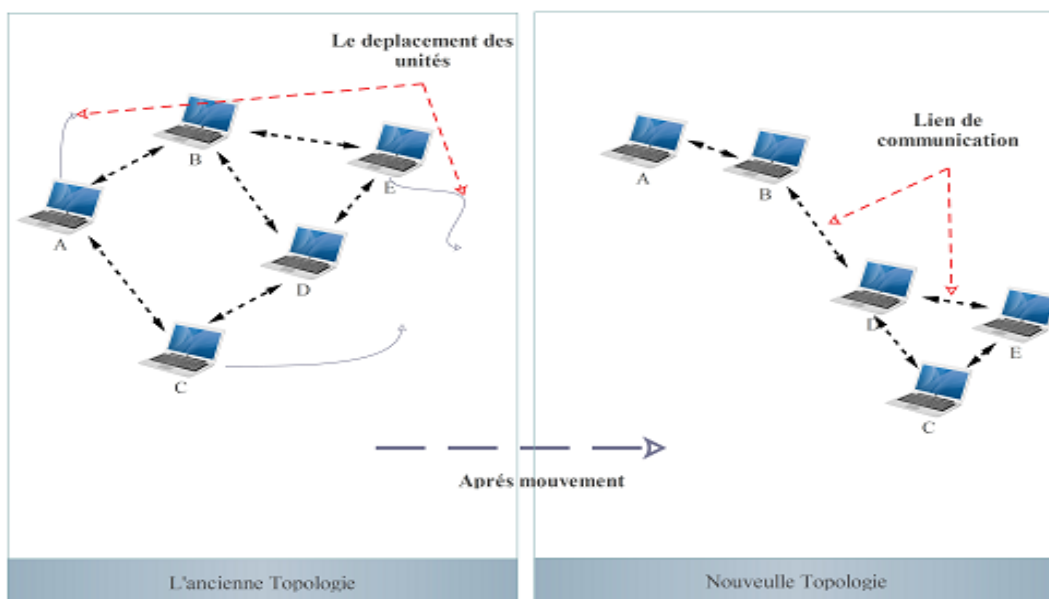 Le deplacement des
unités
B
E
A
D
C
L'ancienne Topologie
Aprés mouvement
Lien de
communication
A
B
D
E
C
Nouveulle Topologie